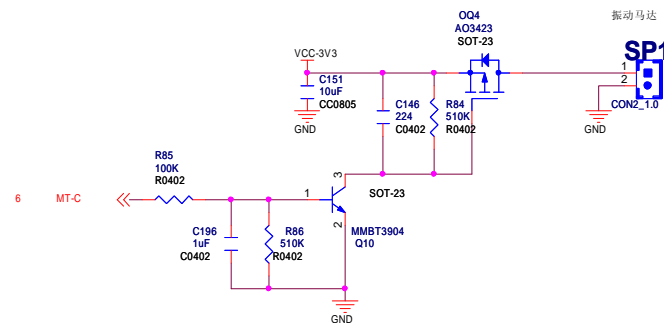 振动马达
OQ4
AO3423
SOT-23
SP1
VCC-3V3
1
2
C151
10uF
CC0805
GND
C146
224
C0402
R84
510K
R0402
CON2_1.0
GND
R85
100K
R0402
3
SOT-23
1
6 MT-C
2
MMBT3904
Q10
C196
1uF
C0402
R86
510K
R0402
GND